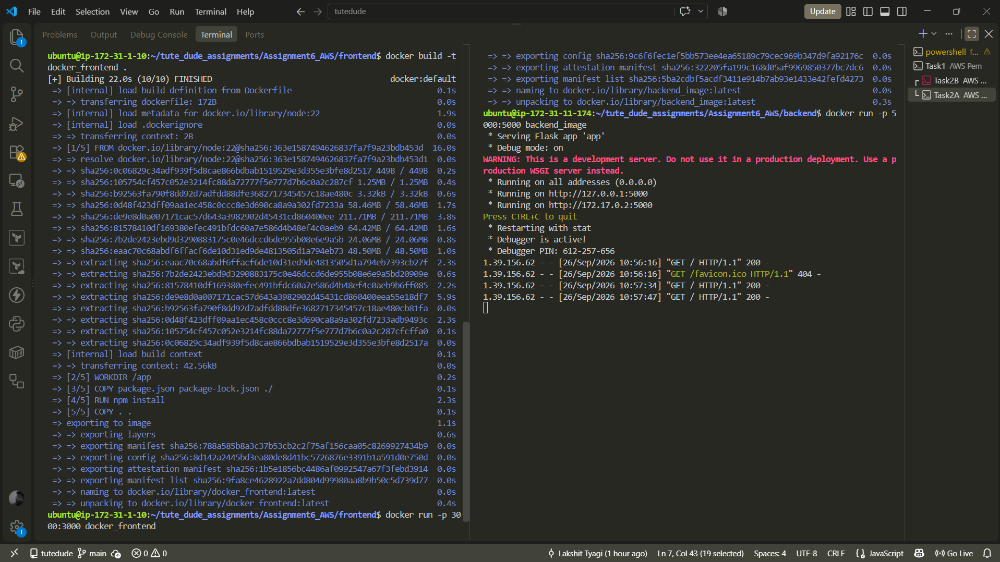 File Edit Selection View Go Run Terminal Help
tutedude
Update
Problems Output Debug Console Terminal Ports
ubuntu@ip-172-31-1-10:~/tute_dude_assignments/Assignment6_AWS/frontend$ docker build -t
docker_frontend .
[+] Building 22.0s (10/10) FINISHED docker:default
=> [internal] load build definition from Dockerfile 0.1s
=> => transferring dockerfile: 172B 0.0s
=> [internal] load metadata for docker.io/library/node:22 1.9s
=> [internal] load .dockerignore 0.0s
=> => transferring context: 2B 0.0s
=> [1/5] FROM docker.io/library/node:22@sha256:363e1587494626837fa7f9a23bdb453d 16.0s
=> => resolve docker.io/library/node:22@sha256:363e1587494626837fa7f9a23bdb453d1 0.0s
=> => sha256:0c06829c34adf939f5d8cae866bdbab1519529e3d355e3bfe8d2517 449B / 449B 0.2s
=> => sha256:105754cf457c052e3214fc88da72777f5e777d7b6c0a2c287cf 1.25MB / 1.25MB 0.4s
=> => sha256:b92563fa790f8dd92d7adfdd88dfe3682717345457c18ae480c 3.32kB / 3.32kB 0.6s
=> => sha256:0d48f423dff09aa1ec458c0ccc8e3d690ca8a9a302fd7233a 58.46MB / 58.46MB 1.7s
=> => sha256:de9e8d0a007171cac57d643a3982902d45431cd860400ee 211.71MB / 211.71MB 3.8s
=> => sha256:81578410df169380efec491bfdc60a7e586d4b48ef4c0aeb9 64.42MB / 64.42MB 1.6s
=> => sha256:7b2de2423ebd9d3290883175c0e46dccd6de955b08e6e9a5b 24.06MB / 24.06MB 0.8s
=> => sha256:eaac70c68abdf6ffacf6de10d31ed9de4813505d1a794eb73 48.50MB / 48.50MB 1.0s
=> => extracting sha256:eaac70c68abdf6ffacf6de10d31ed9de4813505d1a794eb7393cb27f 2.3s
=> => extracting sha256:7b2de2423ebd9d3290883175c0e46dccd6de955b08e6e9a5bd20909e 0.6s
=> => extracting sha256:81578410df169380efec491bfdc60a7e586d4b48ef4c0aeb9b6ff085 2.2s
=> => extracting sha256:de9e8d0a007171cac57d643a3982902d45431cd860400eea55e18df7 5.9s
=> => extracting sha256:b92563fa790f8dd92d7adfdd88dfe3682717345457c18ae480cb81fa 0.0s
=> => extracting sha256:0d48f423dff09aa1ec458c0ccc8e3d690ca8a9a302fd7233adb9493c 2.3s
=> => extracting sha256:105754cf457c052e3214fc88da72777f5e777d7b6c0a2c287cfcffa0 0.1s
=> => extracting sha256:0c06829c34adf939f5d8cae866bdbab1519529e3d355e3bfe8d2517a 0.0s
=> [internal] load build context 0.1s
=> => transferring context: 42.56kB 0.0s
=> [2/5] WORKDIR /app 0.2s
=> [3/5] COPY package.json package-lock.json ./ 0.1s
=> [4/5] RUN npm install 2.3s
=> [5/5] COPY . . 0.1s
=> exporting to image 1.1s
=> => exporting layers 0.6s
=> => exporting manifest sha256:788a585b8a3c37b53cb2c2f75af156caa05c8269927434b9 0.0s
=> => exporting config sha256:8d142a2445bd3ea80de8d41bc5726876e3391b1a591d0e750d 0.0s
=> => exporting attestation manifest sha256:1b5e1856bc4486af0992547a67f3febd3914 0.0s
=> => exporting manifest list sha256:9fa8ce4628922a7dd804d99980aa8b9b50c5d739d77 0.0s
=> => naming to docker.io/library/docker_frontend:latest 0.0s
=> => unpacking to docker.io/library/docker_frontend:latest 0.4s
ubuntu@ip-172-31-1-10:~/tute_dude_assignments/Assignment6_AWS/frontend$ docker run -p 30
00:3000 docker_frontend
=> => exporting config sha256:9c6f6fec1ef5bb573ee4ea65189c79cec969b347d9fa92176c 0.0s
=> => exporting attestation manifest sha256:322205fa199c168d05af9969850377bc7dc6 0.0s
=> => exporting manifest list sha256:5ba2cdbf5acdf3411e914b7ab93e1433e42fefd4273 0.0s
=> => naming to docker.io/library/backend_image:latest 0.0s
=> => unpacking to docker.io/library/backend_image:latest 0.3s
ubuntu@ip-172-31-11-174:~/tute_dude_assignments/Assignment6_AWS/backend$ docker run -p 5
000:5000 backend_image
* Serving Flask app 'app'
* Debug mode: on
WARNING: This is a development server. Do not use it in a production deployment. Use a p
roduction WSGI server instead.
* Running on all addresses (0.0.0.0)
* Running on http://127.0.0.1:5000
* Running on http://172.17.0.2:5000
Press CTRL+C to quit
* Restarting with stat
* Debugger is active!
* Debugger PIN: 612-257-656
1.39.156.62 - - [26/Sep/2026 10:56:16] "GET / HTTP/1.1" 200 -
1.39.156.62 - - [26/Sep/2026 10:56:16] "GET /favicon.ico HTTP/1.1" 404 -
1.39.156.62 - - [26/Sep/2026 10:57:34] "GET / HTTP/1.1" 200 -
1.39.156.62 - - [26/Sep/2026 10:57:47] "GET / HTTP/1.1" 200 -
powershell f...
Task1 AWS Pem
Task2B AWS ...
Task2A AWS ...
1
1
tutedude main 0 0 Lakshit Tyagi (1 hour ago) Ln 7, Col 43 (19 selected) Spaces: 4 UTF-8 CRLF {} JavaScript Go Live